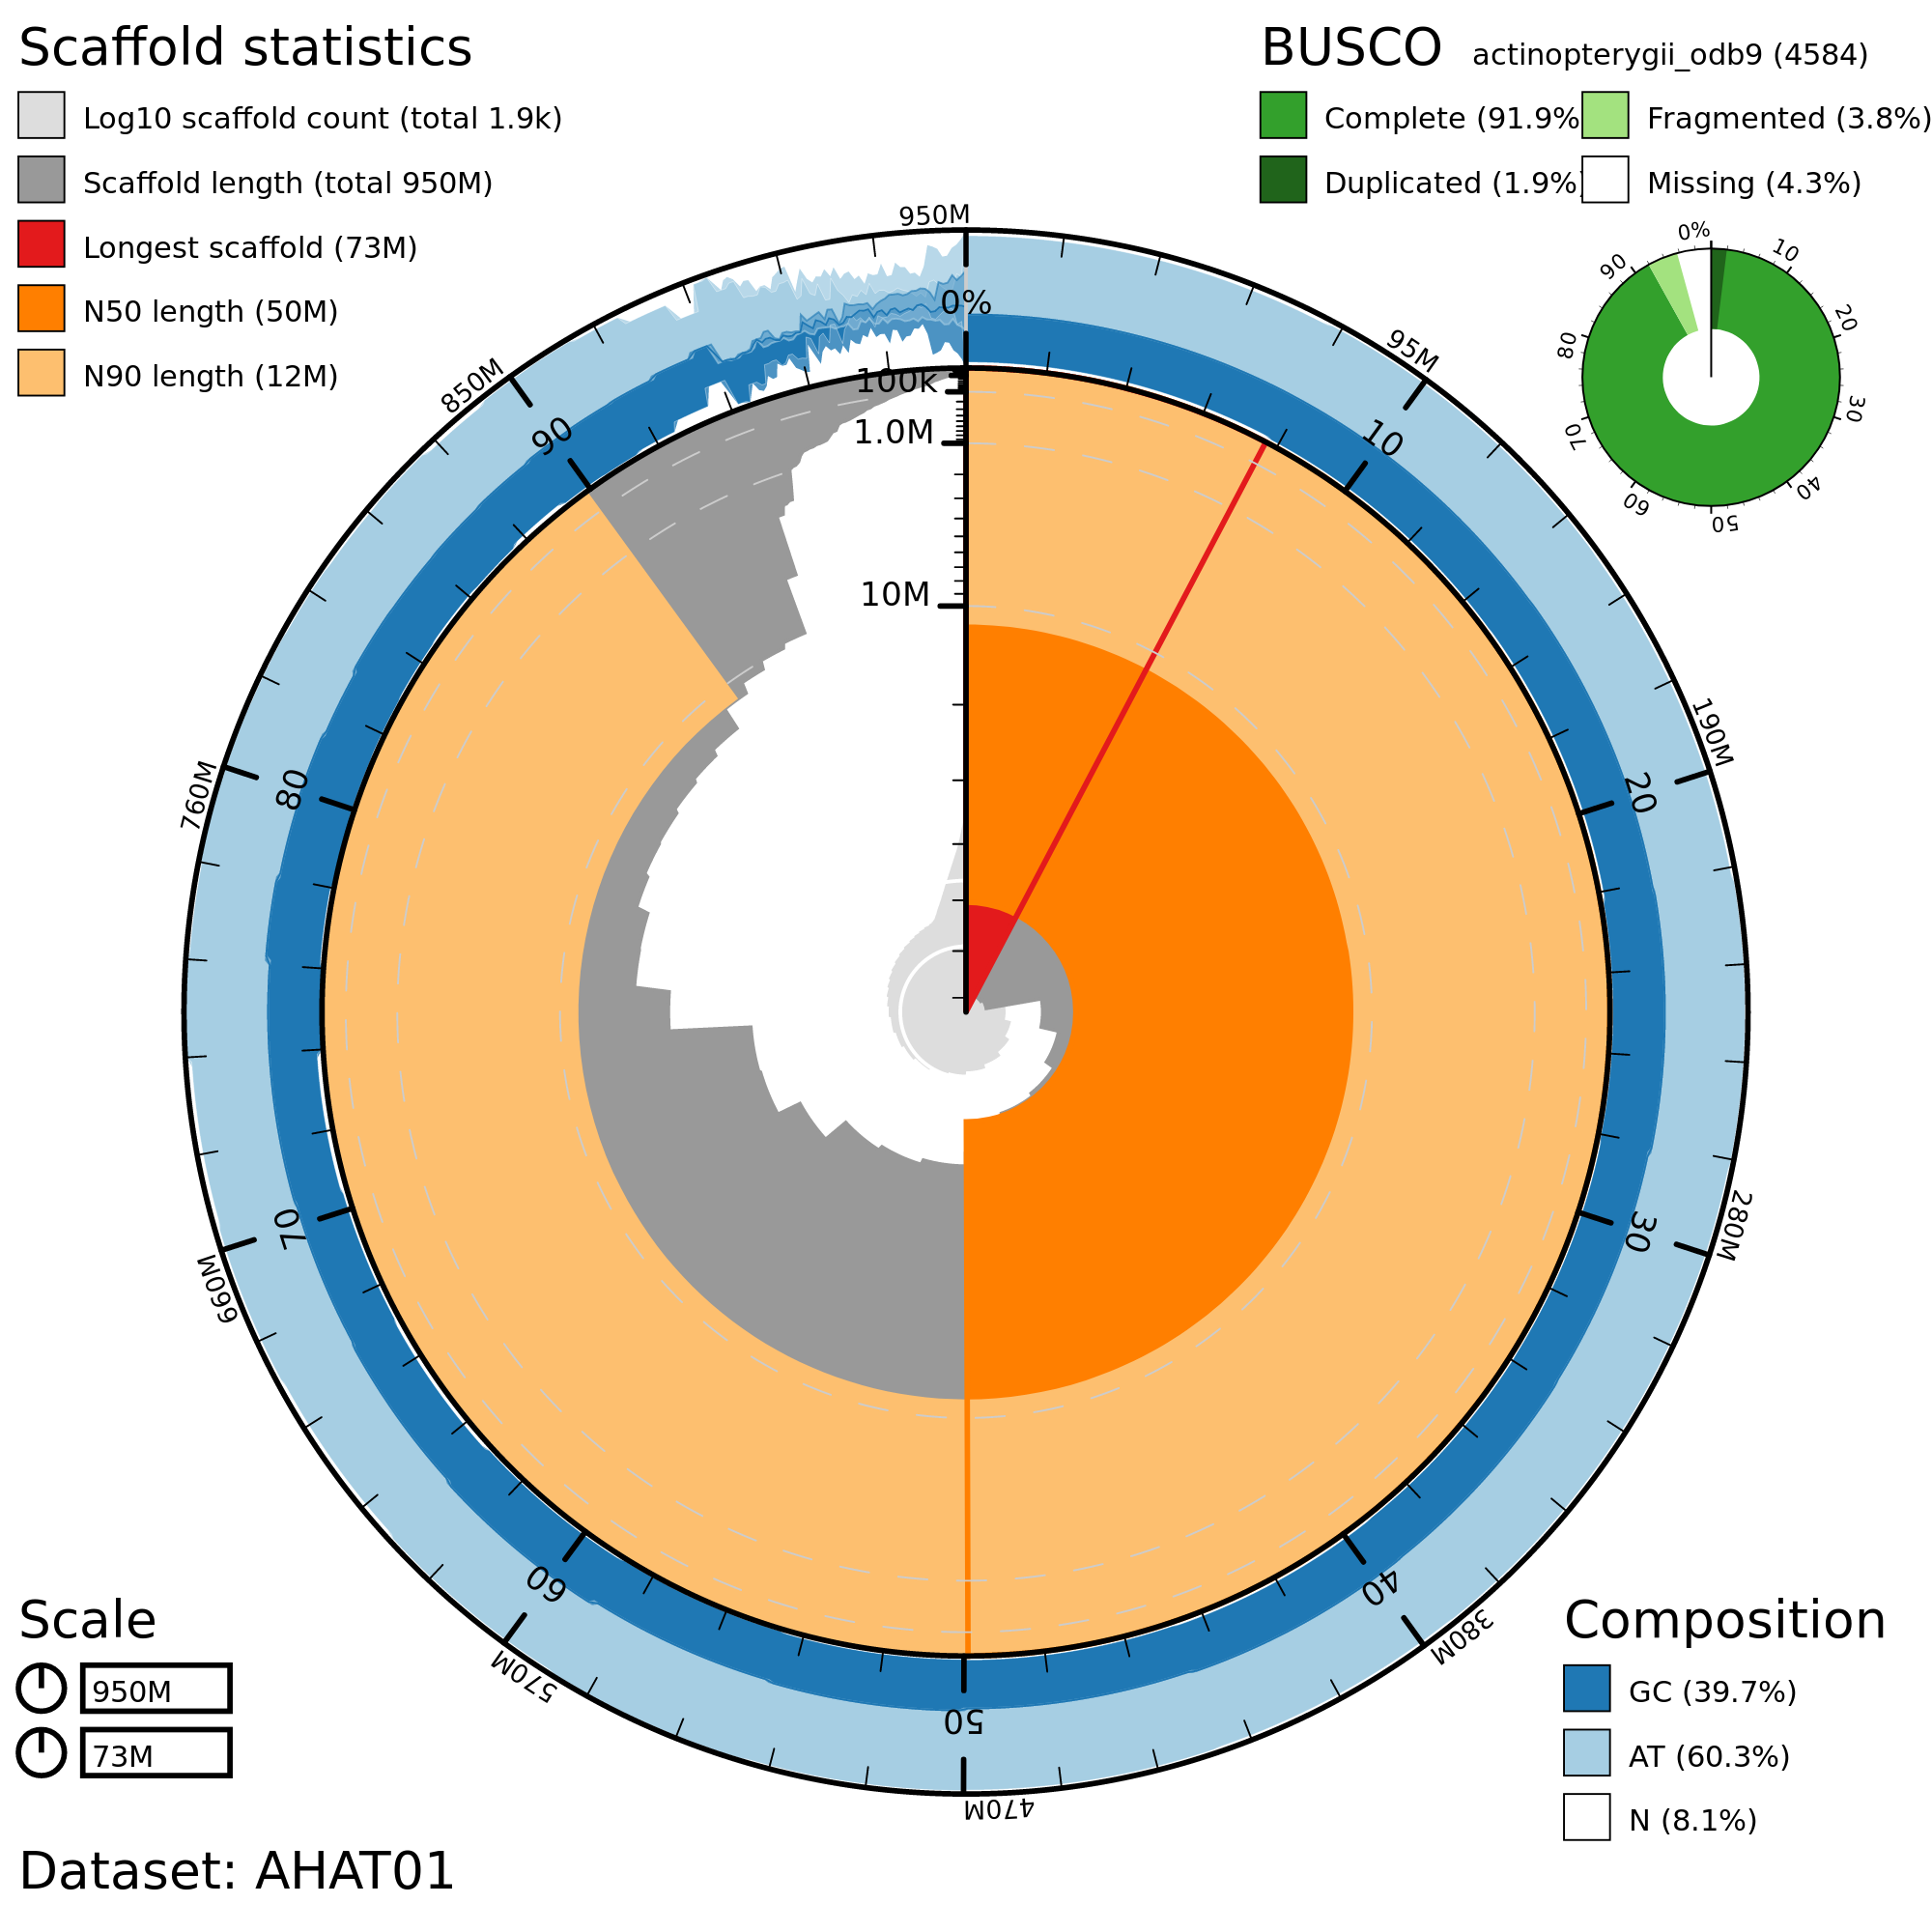 Scaffold statistics
Log10 scaffold count (total 1.9k)
Scaffold length (total 950M)
Longest scaffold (73M)
N50 length (50M)
N90 length (12M)
BUSCO actinopterygii_odb9 (4584)
Complete (91.9%
Fragmented (3.8%)
Duplicated (1.9%)
Missing (4.3%)
0%
10
20
30
40
50
60
70
80
90
950M
95M
190M
280M
380M
470M
570M
660M
760M
850M
0%
10
20
30
40
50
60
70
80
90
100k
1.0M
10M
Scale
950M
73M
Composition
GC (39.7%)
AT (60.3%)
N (8.1%)
Dataset: AHAT01